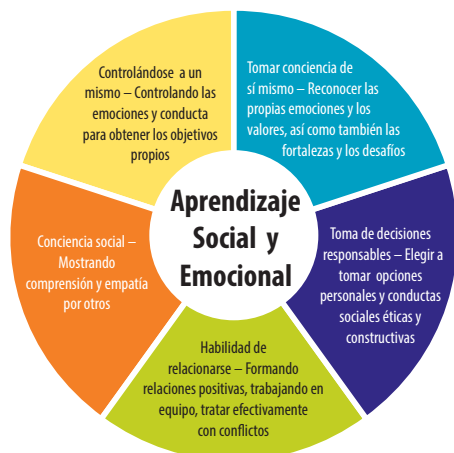 Controlándose a un
mismo – Controlando las
emociones y conducta
para obtener los objetivos
propios
Tomar conciencia de
sí mismo – Reconocer las
propias emociones y los
valores, así como también las
fortalezas y los desafíos
Aprendizaje
Social y
Emocional
Conciencia social –
Mostrando
comprensión y empatía
por otros
Toma de decisiones
responsables – Elegir a
tomar opciones
personales y conductas
sociales éticas y
constructivas
Habilidad de
relacionarse – Formando
relaciones positivas, trabajando en
equipo, tratar efectivamente
con conflictos